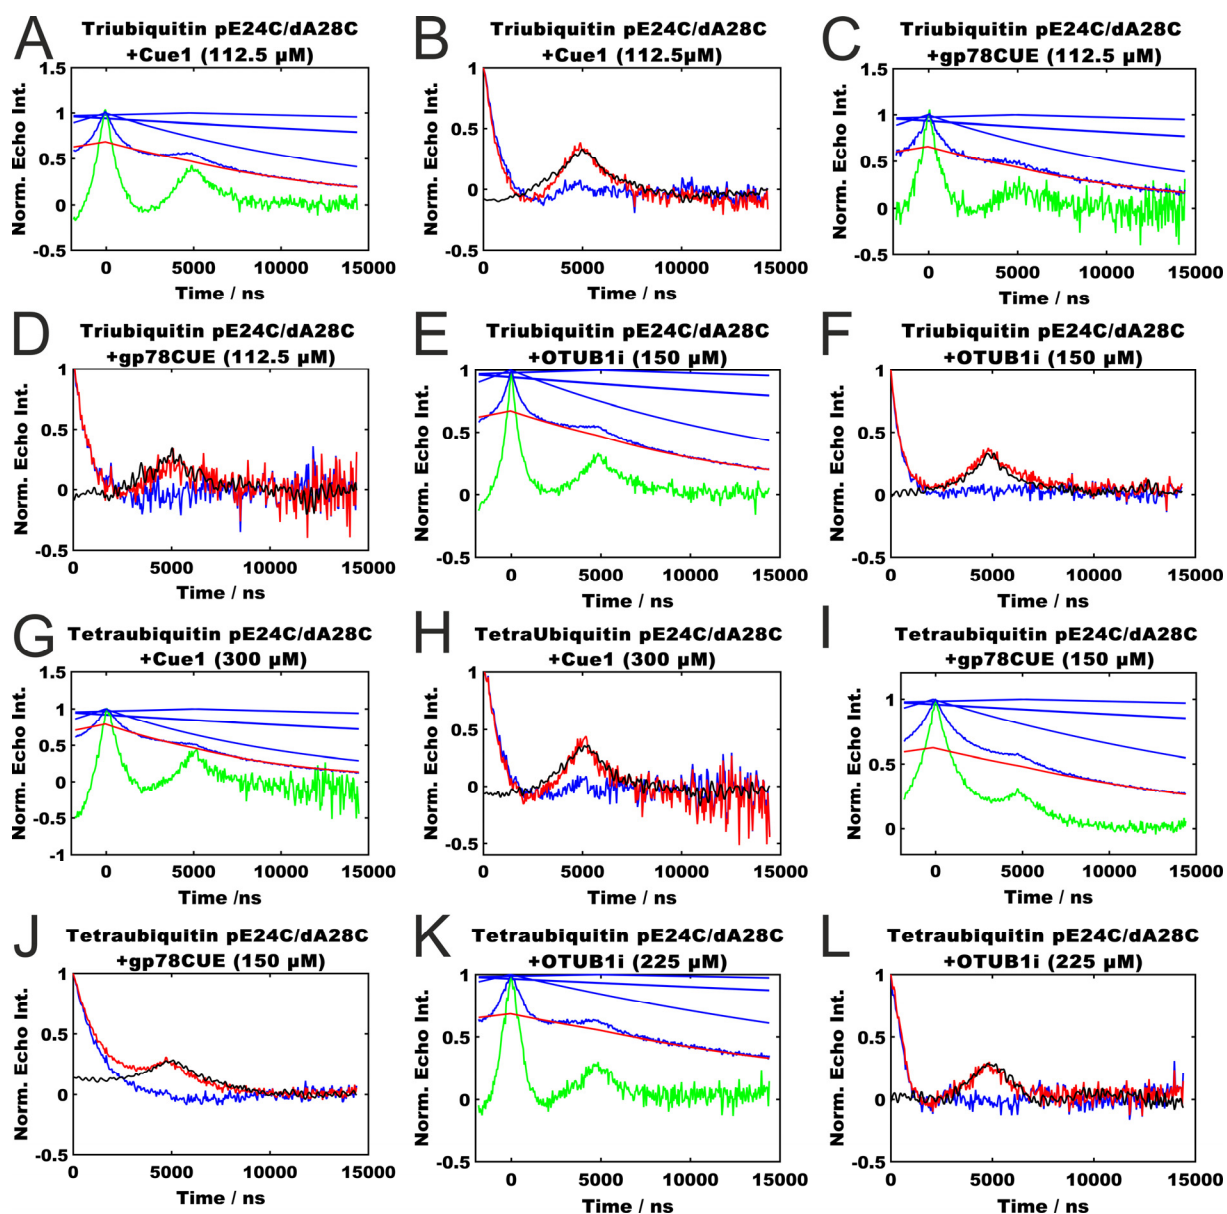 A
Triubiquitin pE24C/dA28C
+Cue1 (112.5 µM)
Norm. Echo Int.
1.5
1
0.5
0
-0.5
0 5000 10000 15000
Time / ns
B
Triubiquitin pE24C/dA28C
+Cue1 (112.5µM)
Norm. Echo Int.
1
0.5
0
-0.5
0 5000 10000 15000
Time / ns
C
Triubiquitin pE24C/dA28C
+gp78CUE (112.5 µM)
Norm. Echo Int.
1.5
1
0.5
0
-0.5
0 5000 10000 15000
Time / ns
D
Triubiquitin pE24C/dA28C
+gp78CUE (112.5 µM)
Norm. Echo Int.
1
0.5
0
-0.5
0 5000 10000 15000
Time / ns
E
Triubiquitin pE24C/dA28C
+OTUB1i (150 µM)
Norm. Echo Int.
1
0.5
0
-0.5
0 5000 10000 15000
Time / ns
F
Triubiquitin pE24C/dA28C
+OTUB1i (150 µM)
Norm. Echo Int.
1
0.5
0
-0.5
0 5000 10000 15000
Time / ns
G
Tetraubiquitin pE24C/dA28C
+Cue1 (300 µM)
Norm. Echo Int.
1.5
1
0.5
0
-0.5
-1
0 5000 10000 15000
Time /ns
H
TetraUbiquitin pE24C/dA28C
+Cue1 (300 µM)
Norm. Echo Int.
1
0.5
0
-0.5
0 5000 10000 15000
Time / ns
I
Tetraubiquitin pE24C/dA28C
+gp78CUE (150 µM)
Norm. Echo Int.
1
0.5
0
0 5000 10000 15000
Time / ns
J
Tetraubiquitin pE24C/dA28C
+gp78CUE (150 µM)
Norm. Echo Int.
1
0.5
0
-0.5
0 5000 10000 15000
Time / ns
K
Tetraubiquitin pE24C/dA28C
+OTUB1i (225 µM)
Norm. Echo Int.
1
0.5
0
-0.5
0 5000 10000 15000
Time / ns
L
Tetraubiquitin pE24C/dA28C
+OTUB1i (225 µM)
Norm. Echo Int.
1
0.5
0
-0.5
0 5000 10000 15000
Time / ns